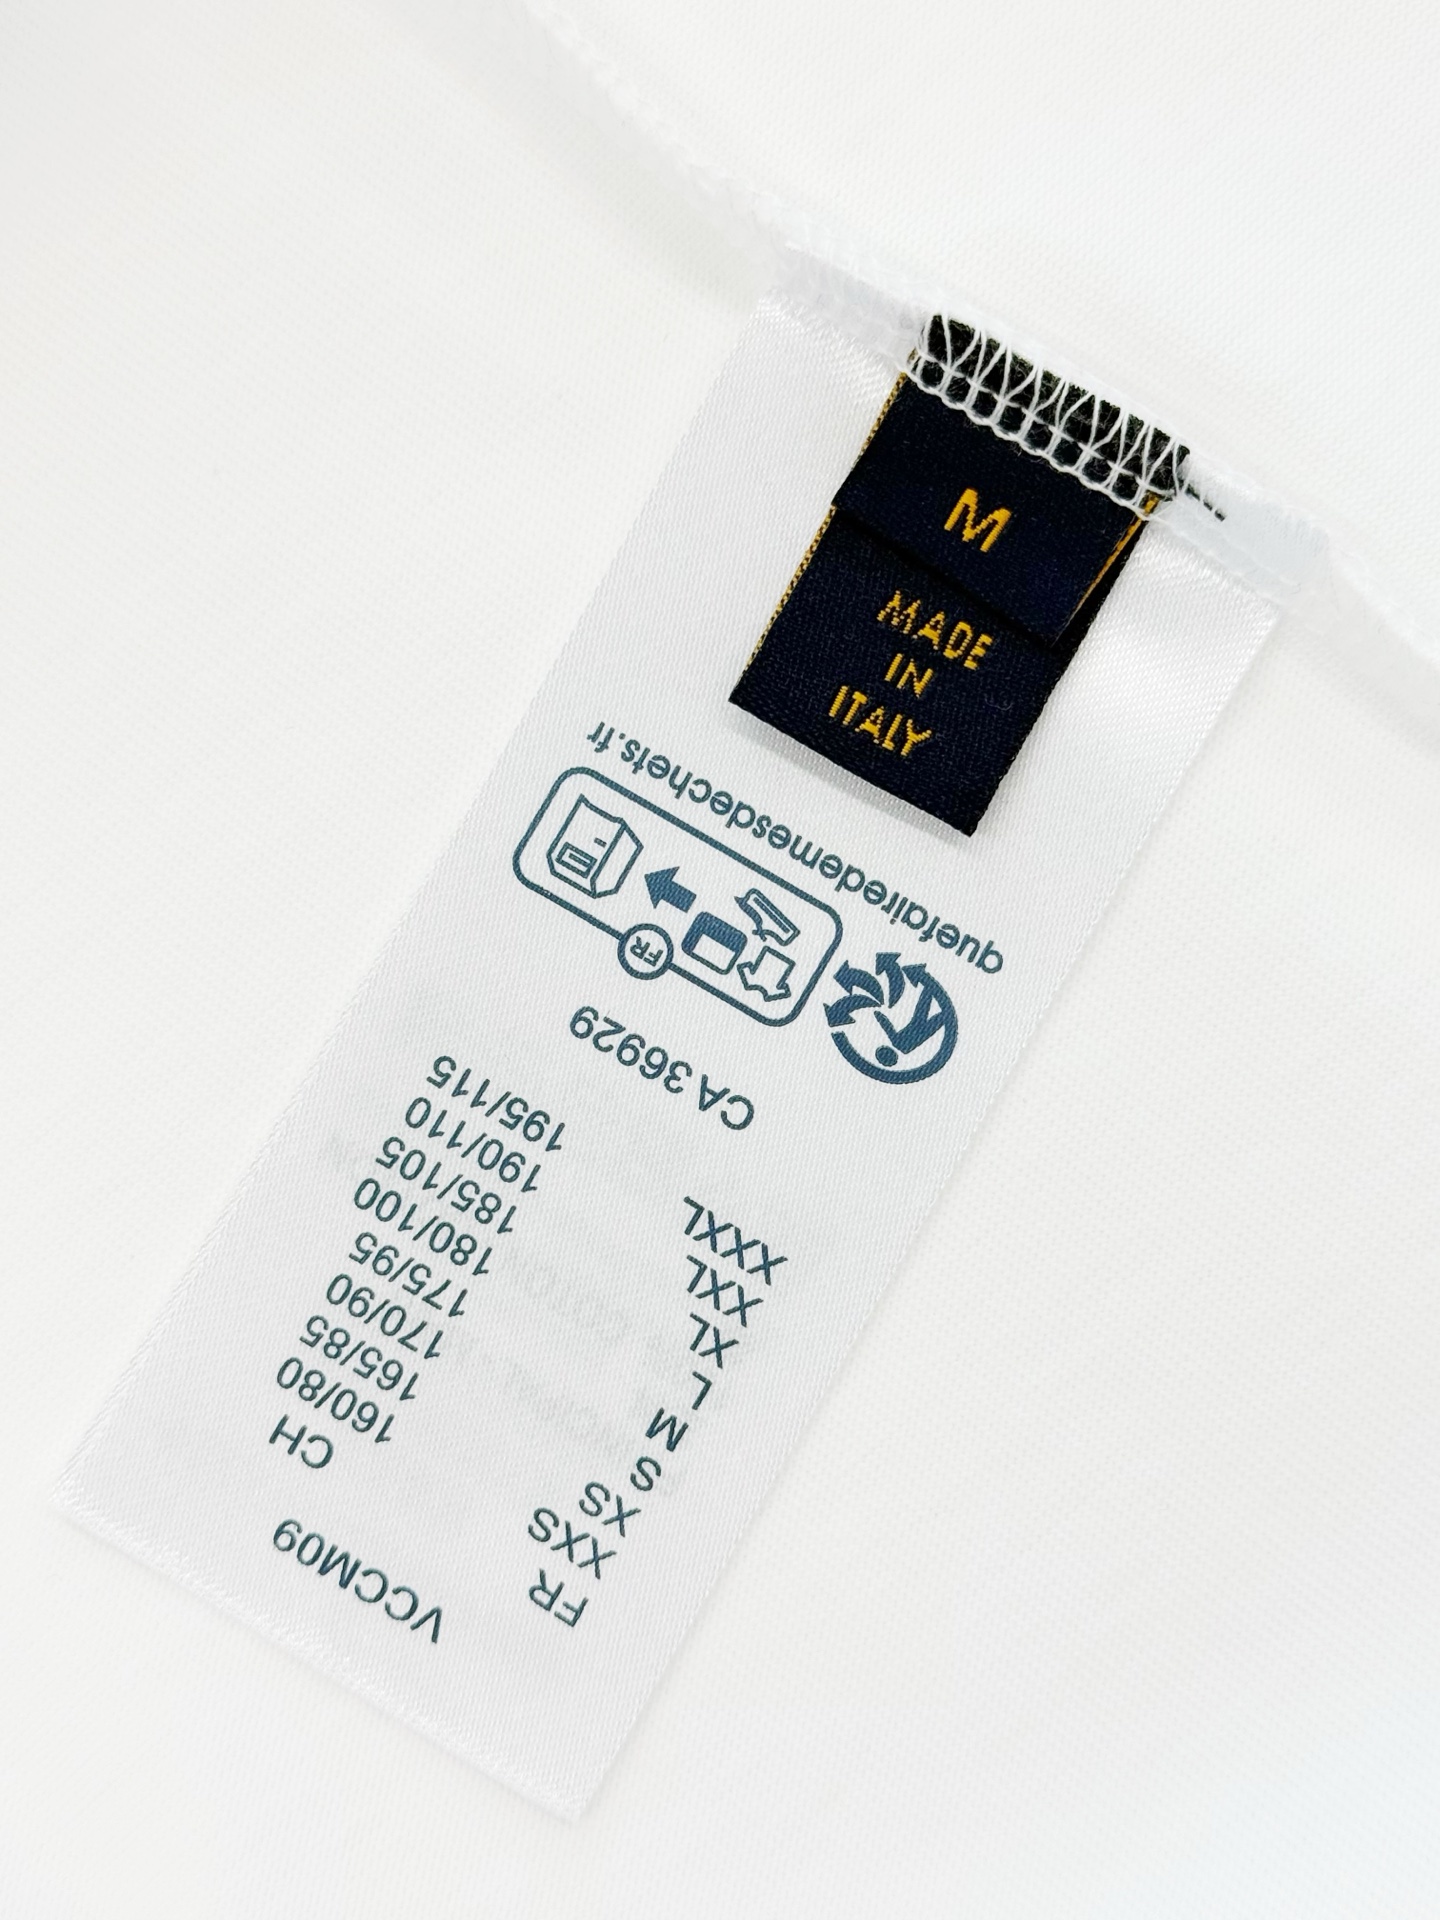 M
MADE
IN
ITALY
VCCM09
FR CH
XXS 160/80
XS 165/85
S 170/90
M 175/95
L 180/100
XL 185/105
XXL 190/110
XXXL 195/115
CA 36929
FR
quefairedemesdechets.fr